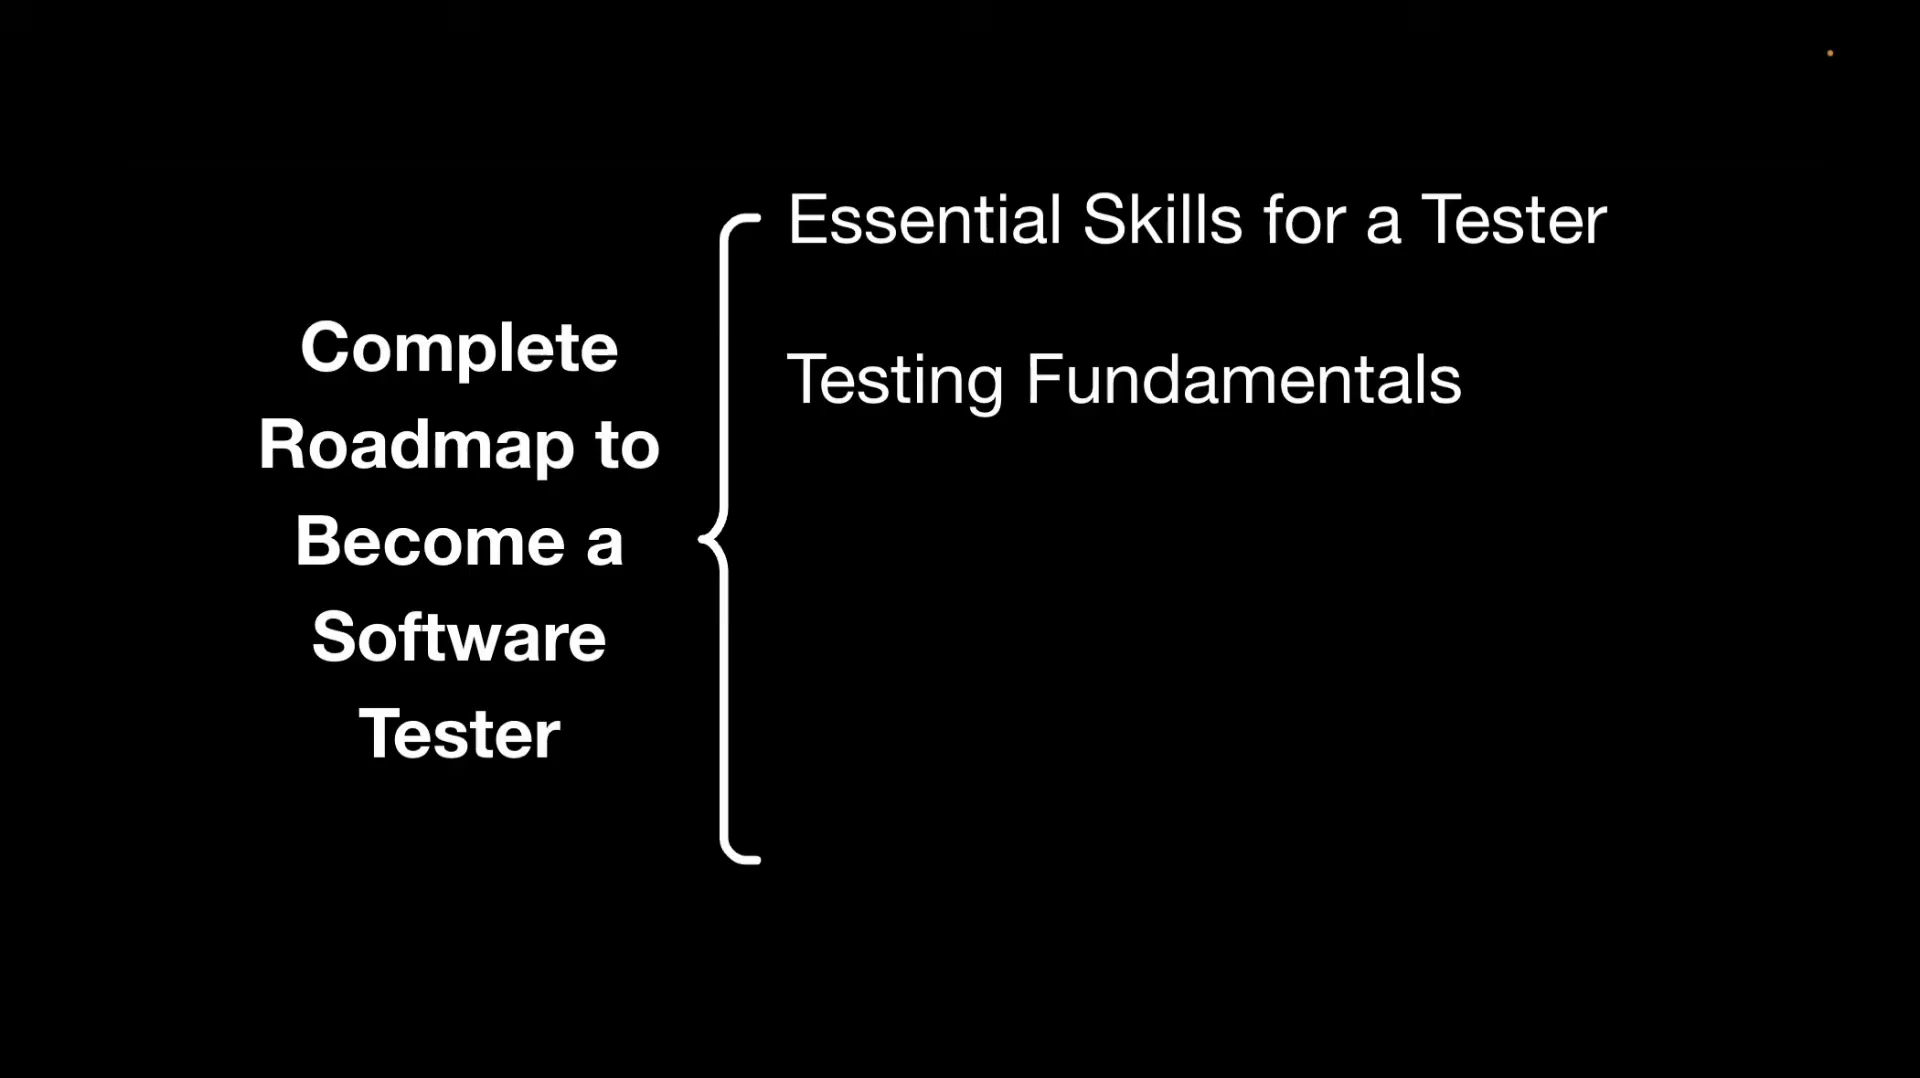 Complete
Roadmap to
Become a
Software
Tester
Essential Skills for a Tester
Testing Fundamentals